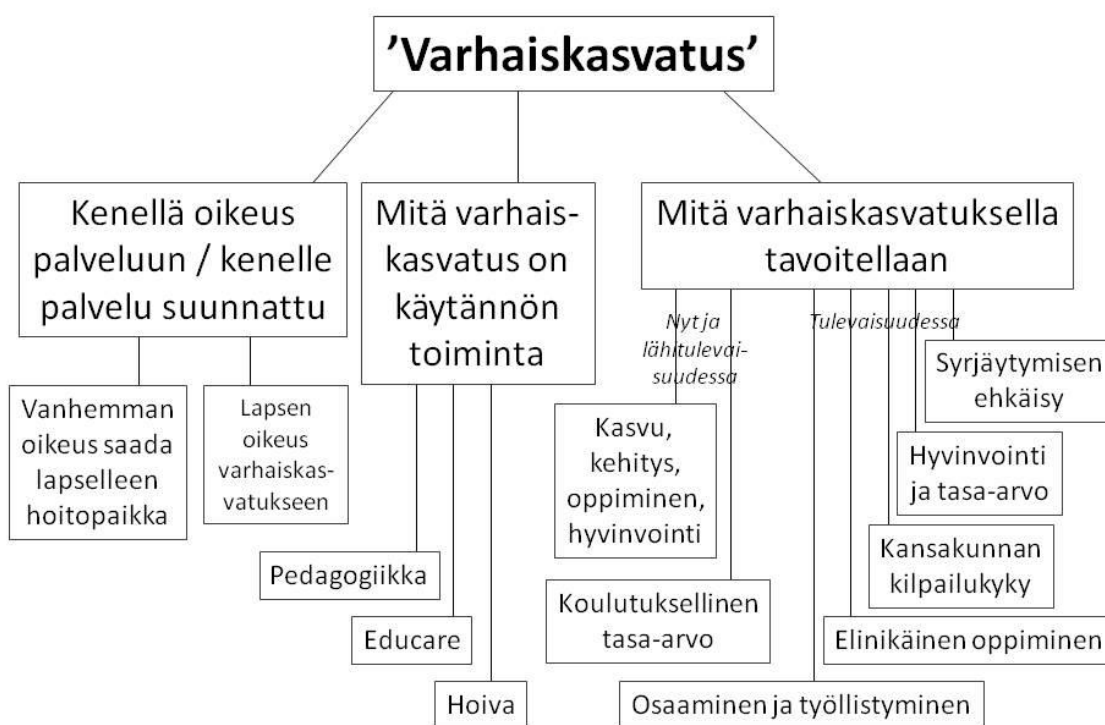 ’Varhaiskasvatus’
Kenellä oikeus
palveluun / kenelle
palvelu suunnattu
Mitä varhais-
kasvatus on
käytännön
toiminta
Mitä varhaiskasvatuksella
tavoitellaan
Nyt ja
lähitulevai-
suudessa
Tulevaisuudessa
Vanhemman
oikeus saada
lapselleen
hoitopaikka
Lapsen
oikeus
varhaiskas-
vatukseen
Pedagogiikka
Educare
Hoiva
Kasvu,
kehitys,
oppiminen,
hyvinvointi
Koulutuksellinen
tasa-arvo
Syrjäytymisen
ehkäisy
Hyvinvointi
ja tasa-arvo
Kansakunnan
kilpailukyky
Elinikäinen oppiminen
Osaaminen ja työllistyminen